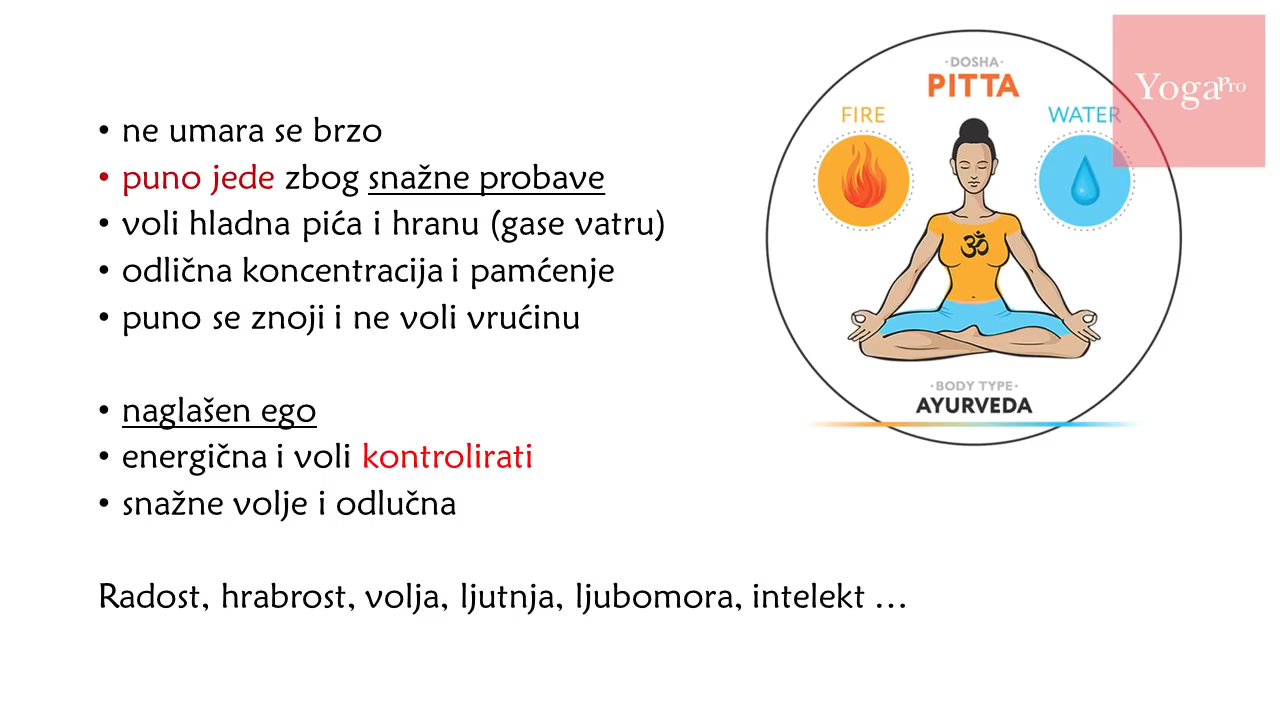 • ne umara se brzo
• puno jede zbog snažne probave
• voli hladna pića i hranu (gase vatru)
• odlična koncentracija i pamćenje
• puno se znoji i ne voli vrućinu
• naglašen ego
• energična i voli kontrolirati
• snažne volje i odlučna
Radost, hrabrost, volja, ljutnja, ljubomora, intelekt …
·DOSHA·
PITTA
FIRE
WATER
ॐ
·BODY TYPE·
AYURVEDA
YogaPro